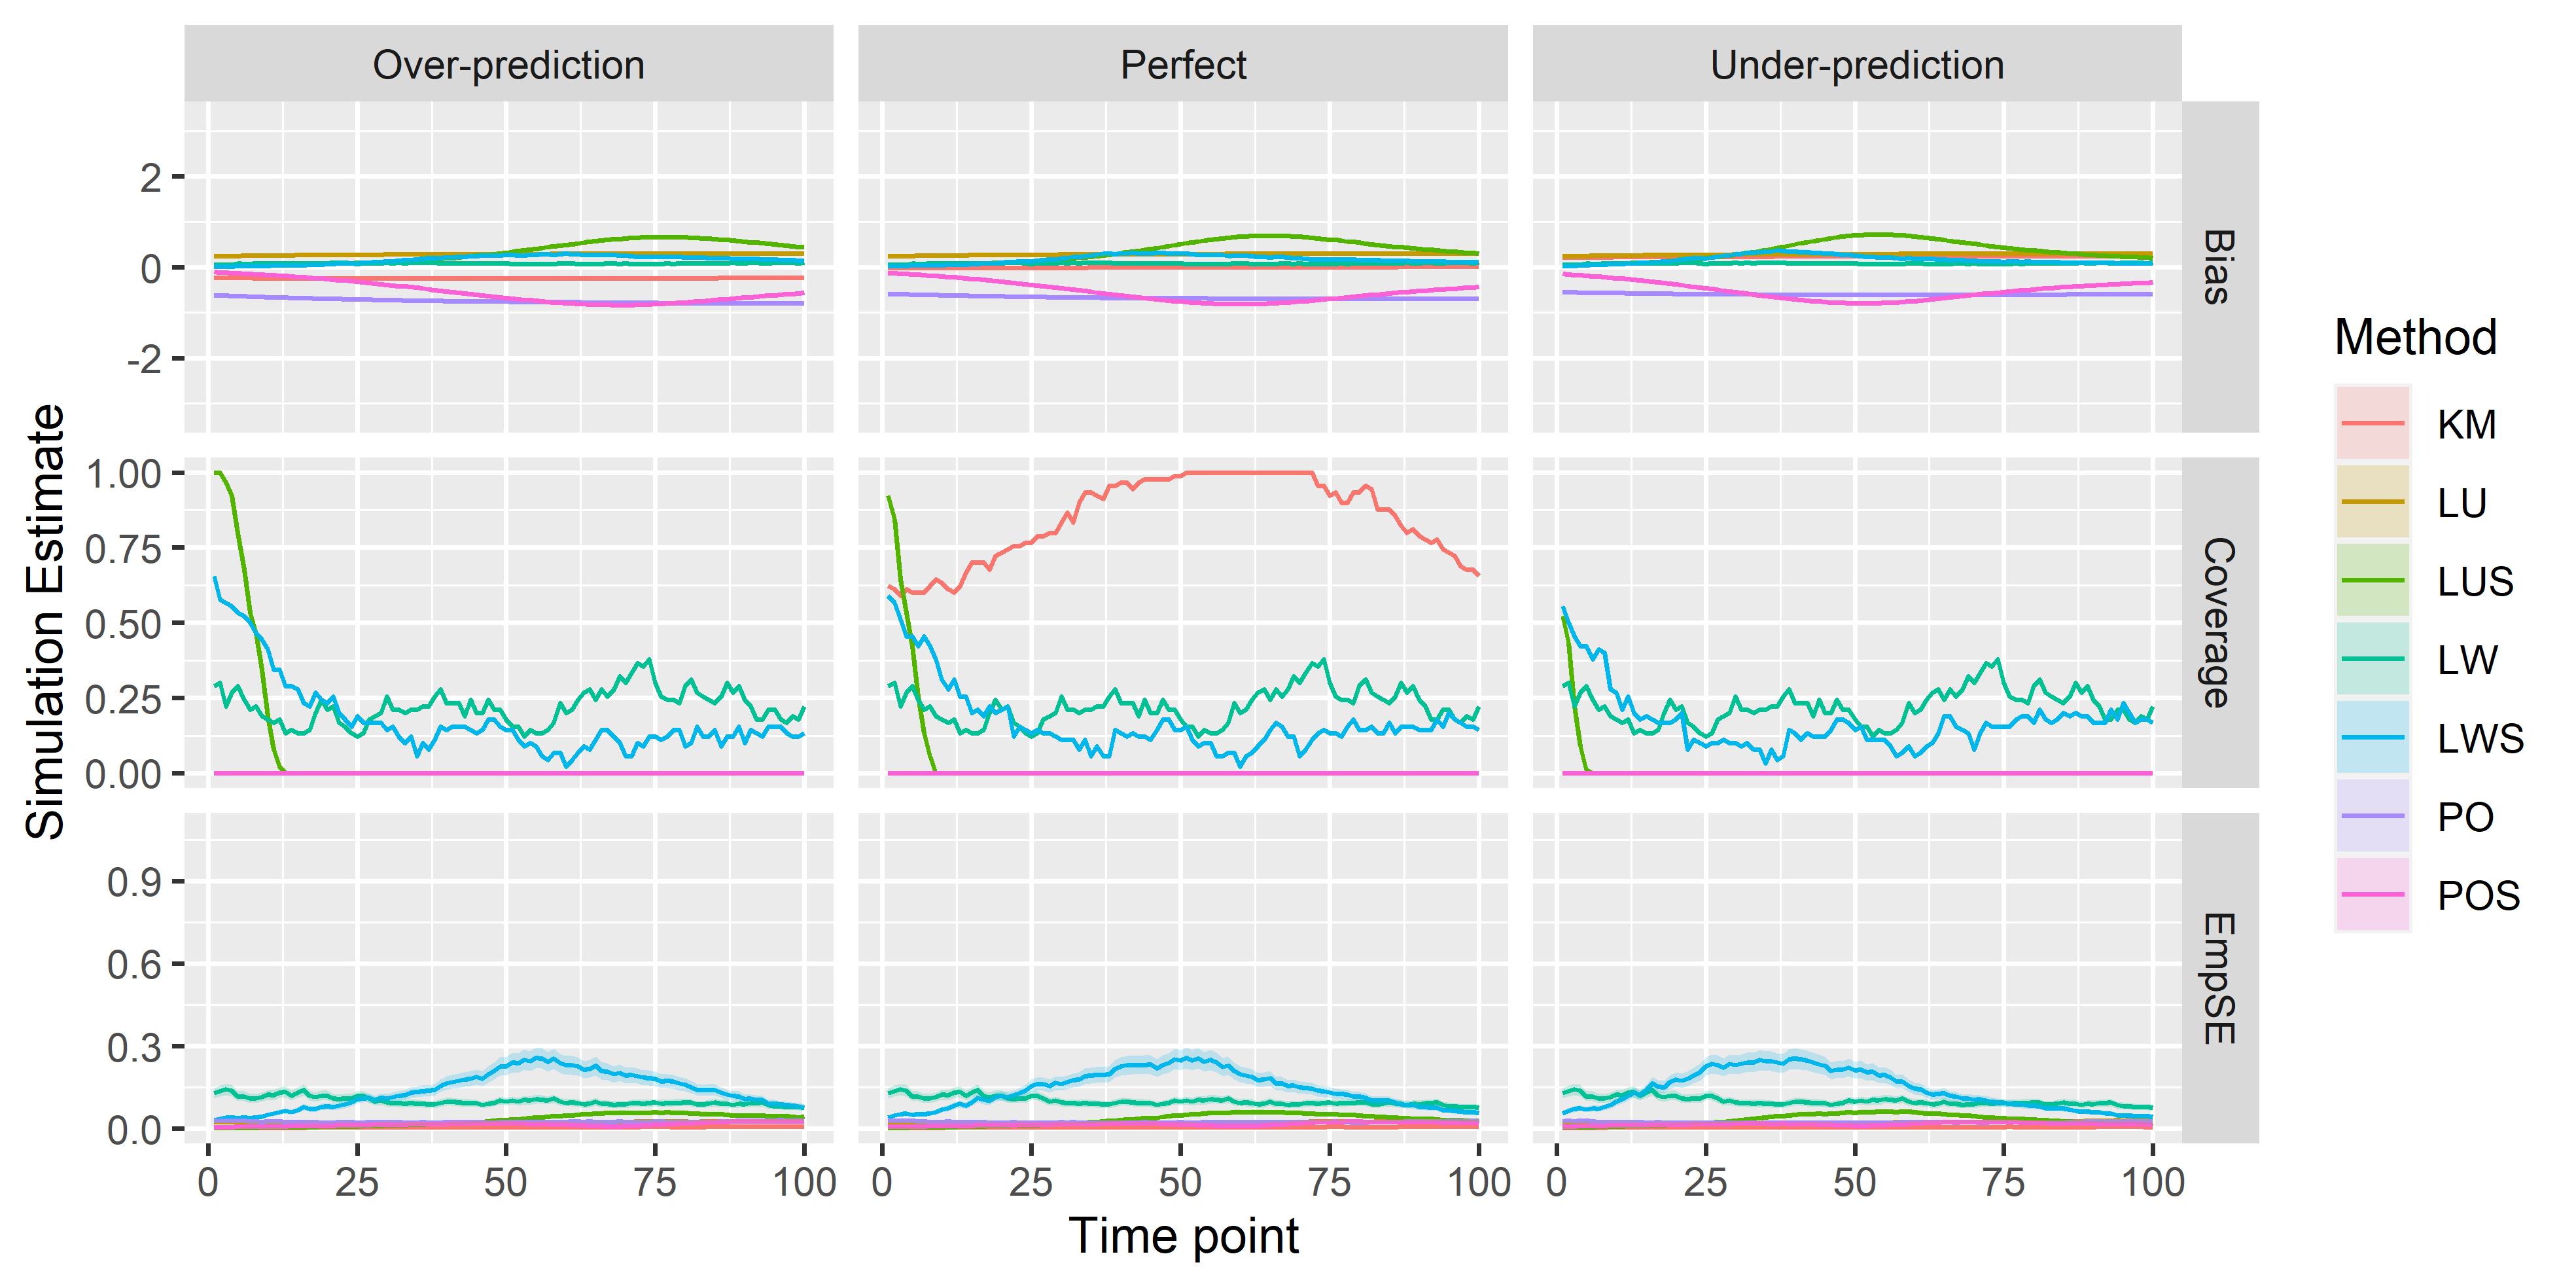 Over-prediction
Perfect
Under-prediction
2
0
-2
Bias
1.00
0.75
0.50
0.25
0.00
Coverage
0.9
0.6
0.3
0.0
EmpSE
0 25 50 75 100
0 25 50 75 100
0 25 50 75 100
Time point
Simulation Estimate
Method
KM
LU
LUS
LW
LWS
PO
POS